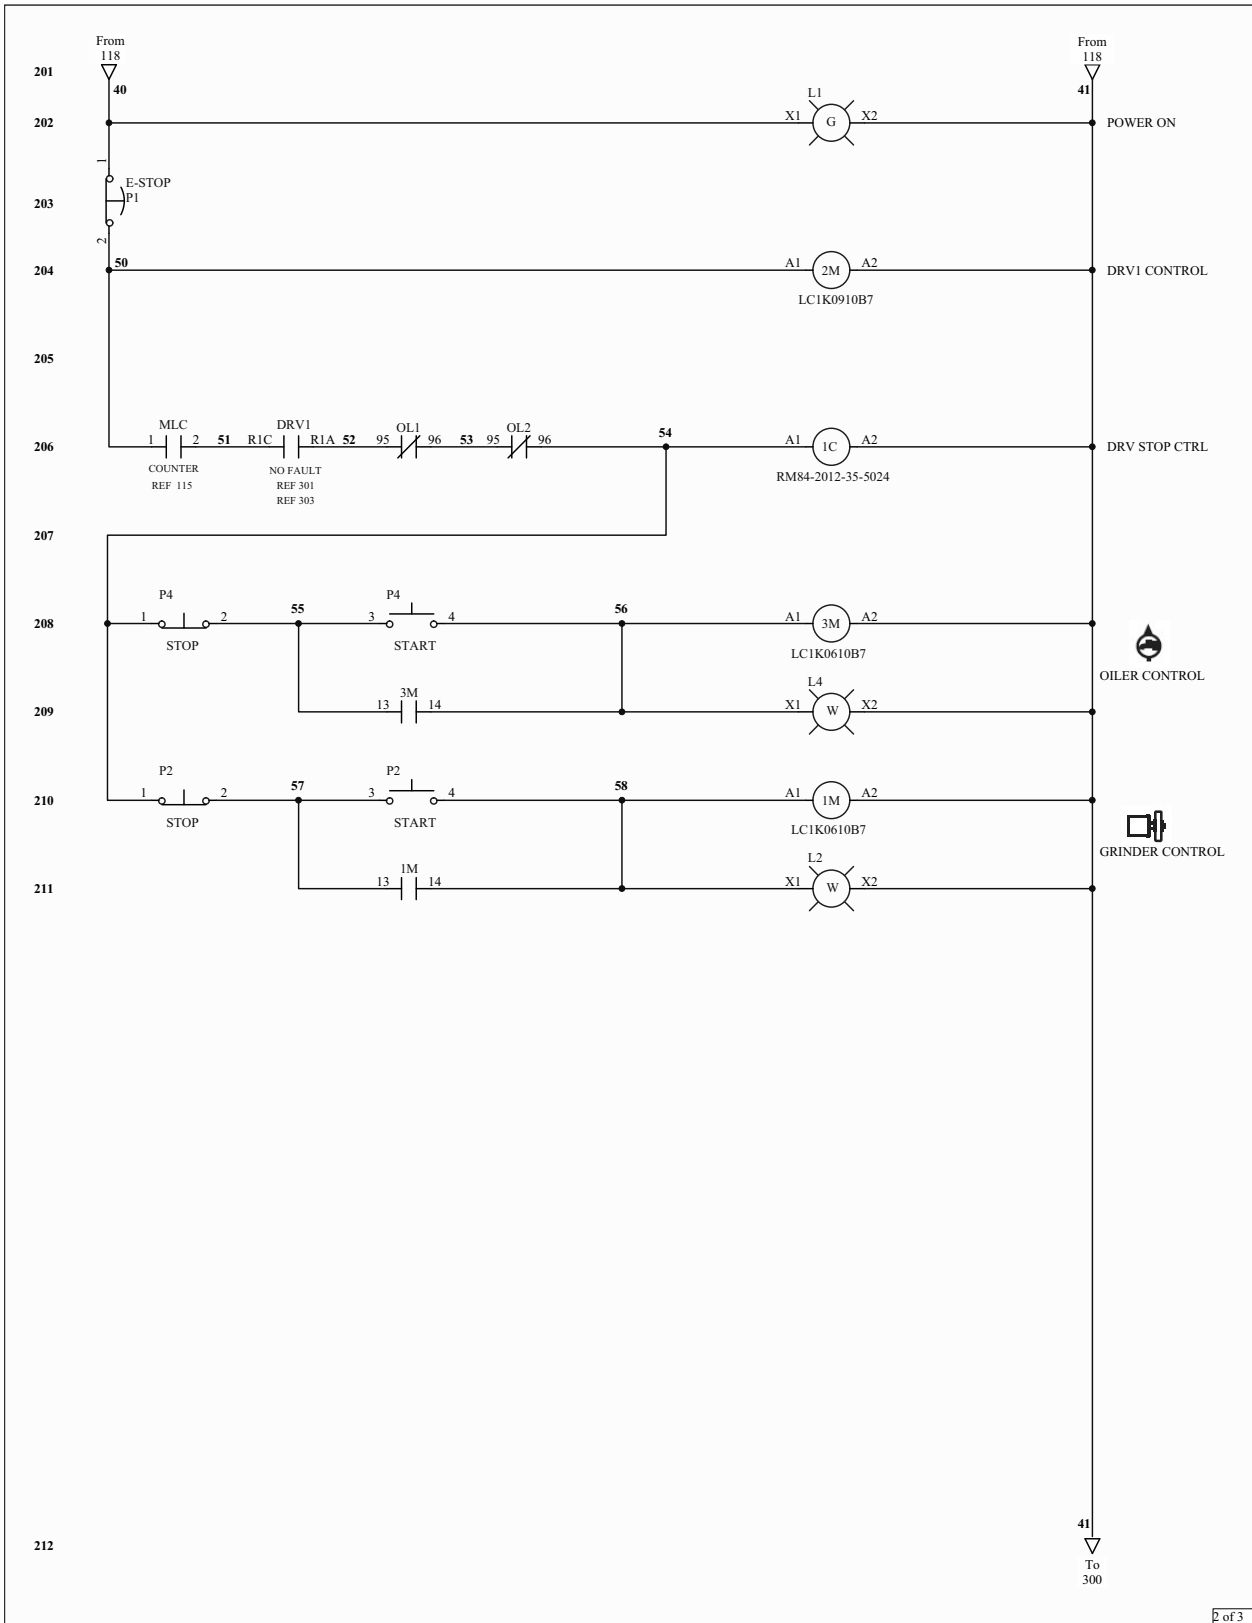 From
118
From
118
201
40
41
L1
202
X1
G
X2
POWER ON
1
E-STOP
P1
203
2
50
204
A1
2M
A2
DRV1 CONTROL
LC1K0910B7
205
MLC
DRV1
OL1
OL2
54
206
1
2
51
R1C
R1A
52
95
96
53
95
96
A1
1C
A2
DRV STOP CTRL
COUNTER
REF 115
NO FAULT
REF 301
REF 303
RM84-2012-35-5024
207
P4
P4
208
1
2
55
3
4
56
A1
3M
A2
STOP
START
LC1K0610B7
OILER CONTROL
3M
L4
209
13
14
X1
W
X2
P2
P2
210
1
2
57
3
4
58
A1
1M
A2
STOP
START
LC1K0610B7
GRINDER CONTROL
1M
L2
211
13
14
X1
W
X2
41
212
To
300
2 of 3